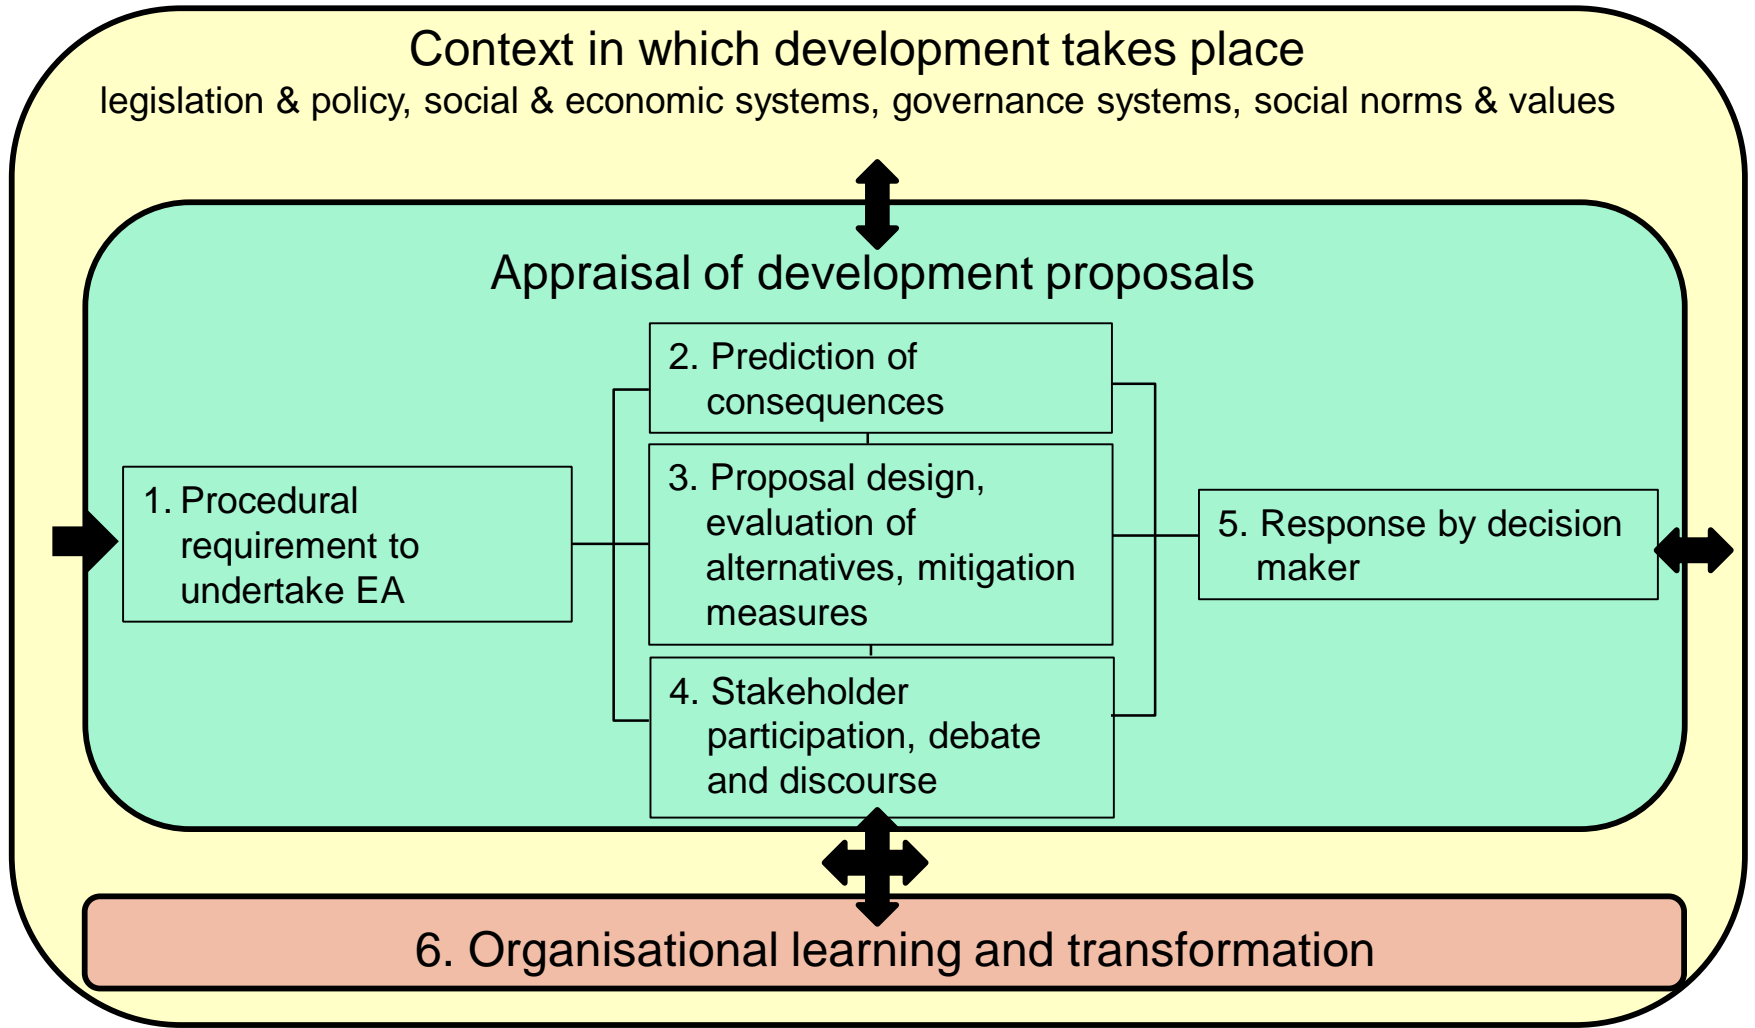 Context in which development takes place
legislation & policy, social & economic systems, governance systems, social norms & values
Appraisal of development proposals
1. Procedural
requirement to
undertake EA
2. Prediction of
consequences
3. Proposal design,
evaluation of
alternatives, mitigation
measures
4. Stakeholder
participation, debate
and discourse
5. Response by decision
maker
6. Organisational learning and transformation